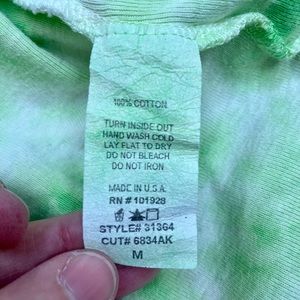 100% COTTON
TURN INSIDE OUT
HAND WASH COLD
LAY FLAT TO DRY
DO NOT BLEACH
DO NOT IRON
MADE IN U.S.A.
RN # 101928
STYLE# 31364
CUT# 6834AK
M